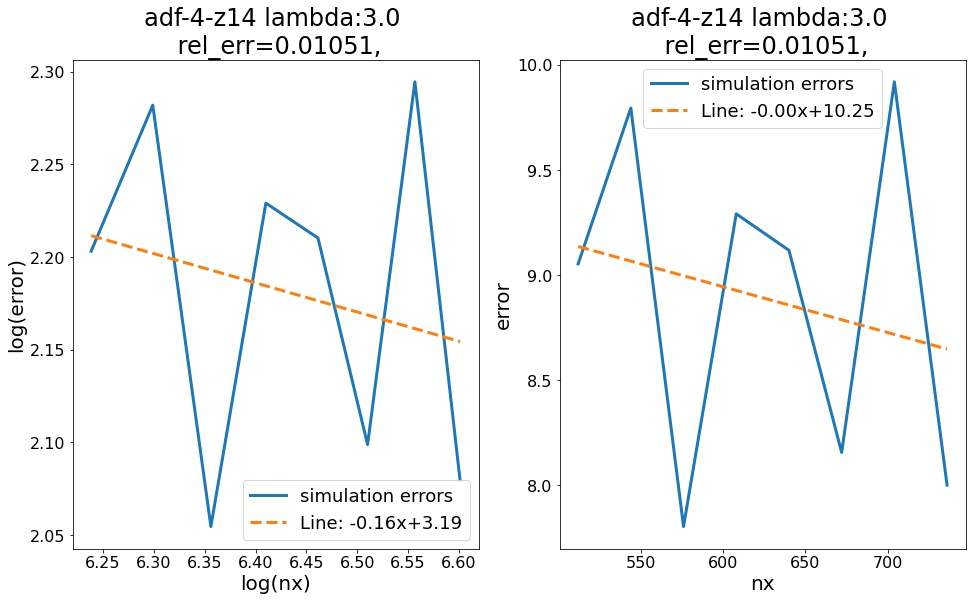 adf-4-z14 lambda:3.0
rel_err=0.01051,
2.30
2.25
2.20
2.15
2.10
2.05
log(error)
simulation errors
Line: -0.16x+3.19
6.25 6.30 6.35 6.40 6.45 6.50 6.55 6.60
log(nx)
adf-4-z14 lambda:3.0
rel_err=0.01051,
10.0
9.5
9.0
8.5
8.0
error
simulation errors
Line: -0.00x+10.25
550 600 650 700
nx